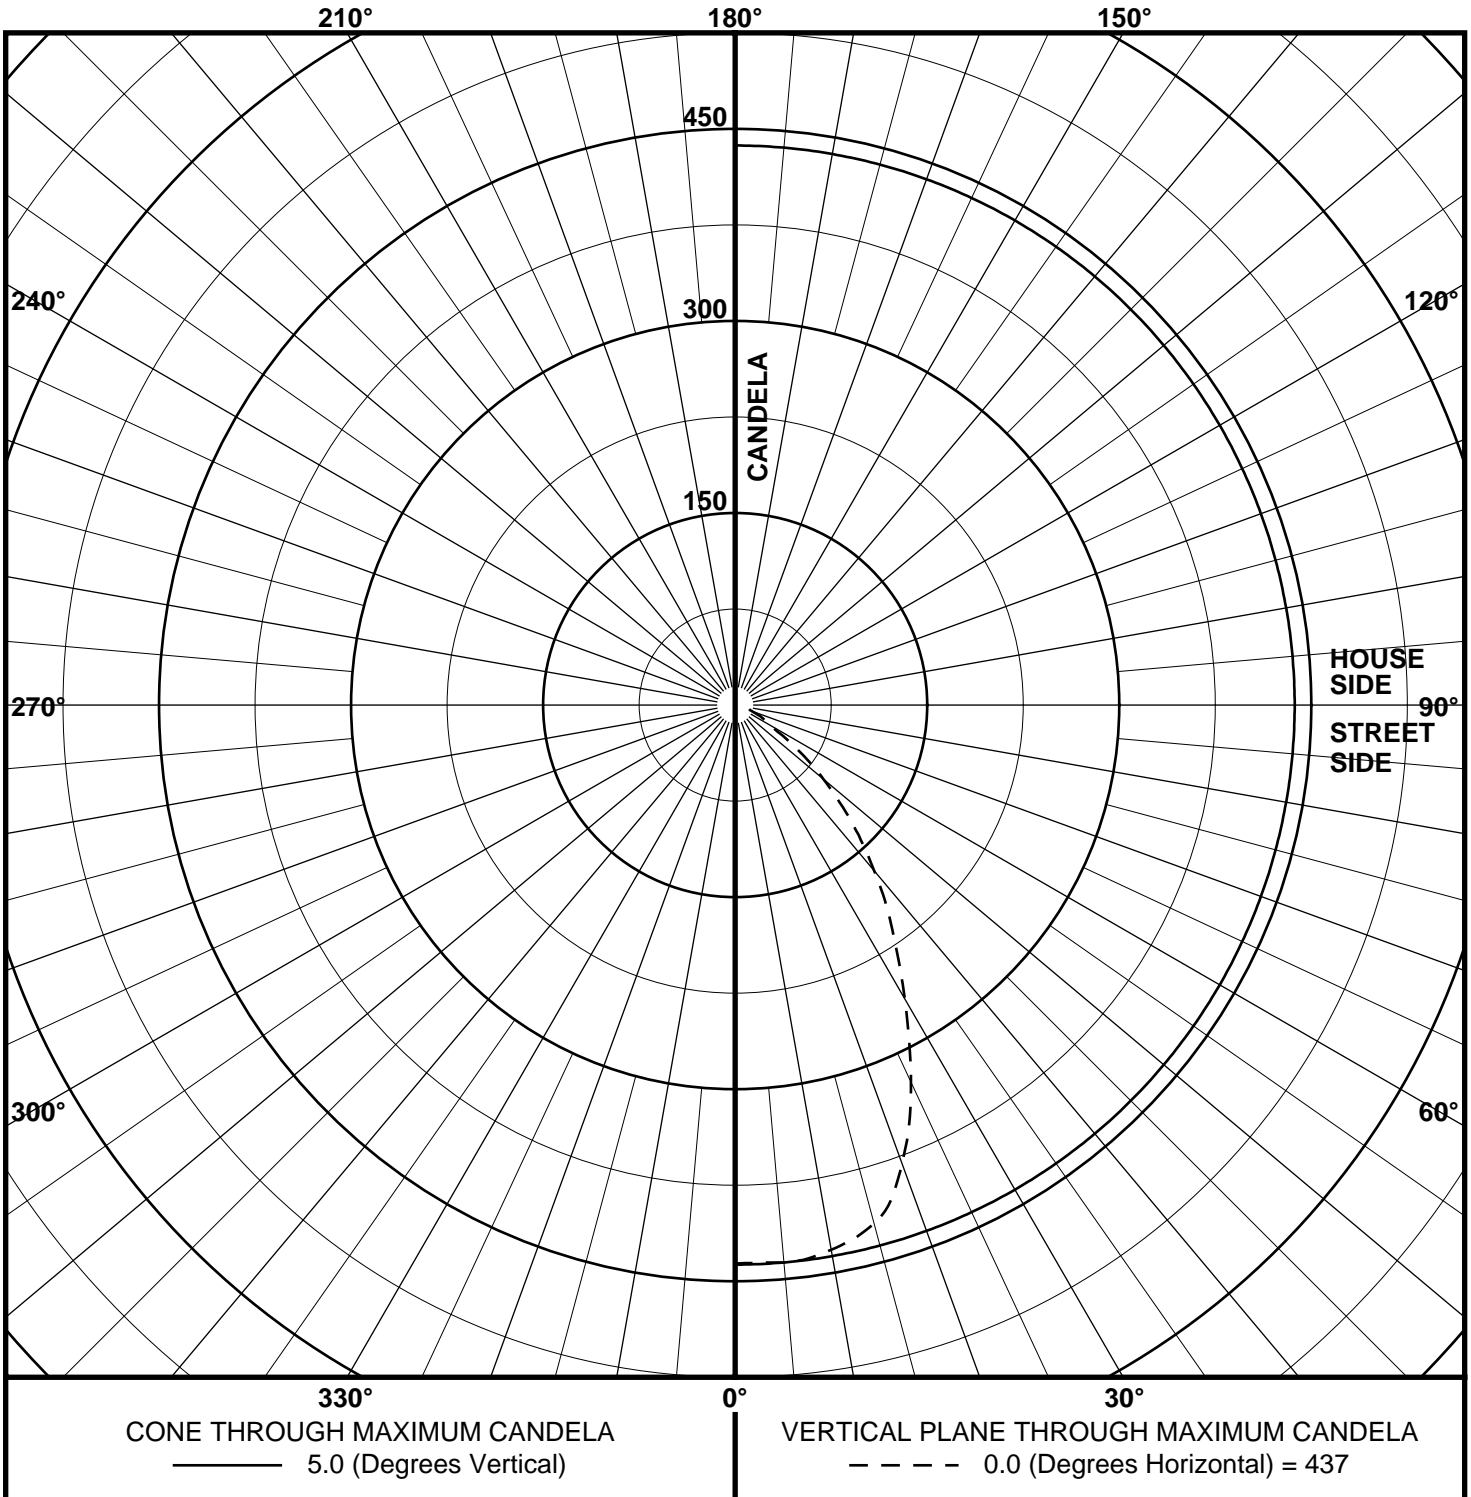 210°
180°
150°
450
240°
120°
300
CANDELA
150
HOUSE
SIDE
270°
90°
STREET
SIDE
300°
60°
330°
0°
30°
CONE THROUGH MAXIMUM CANDELA
5.0 (Degrees Vertical)
VERTICAL PLANE THROUGH MAXIMUM CANDELA
0.0 (Degrees Horizontal) = 437